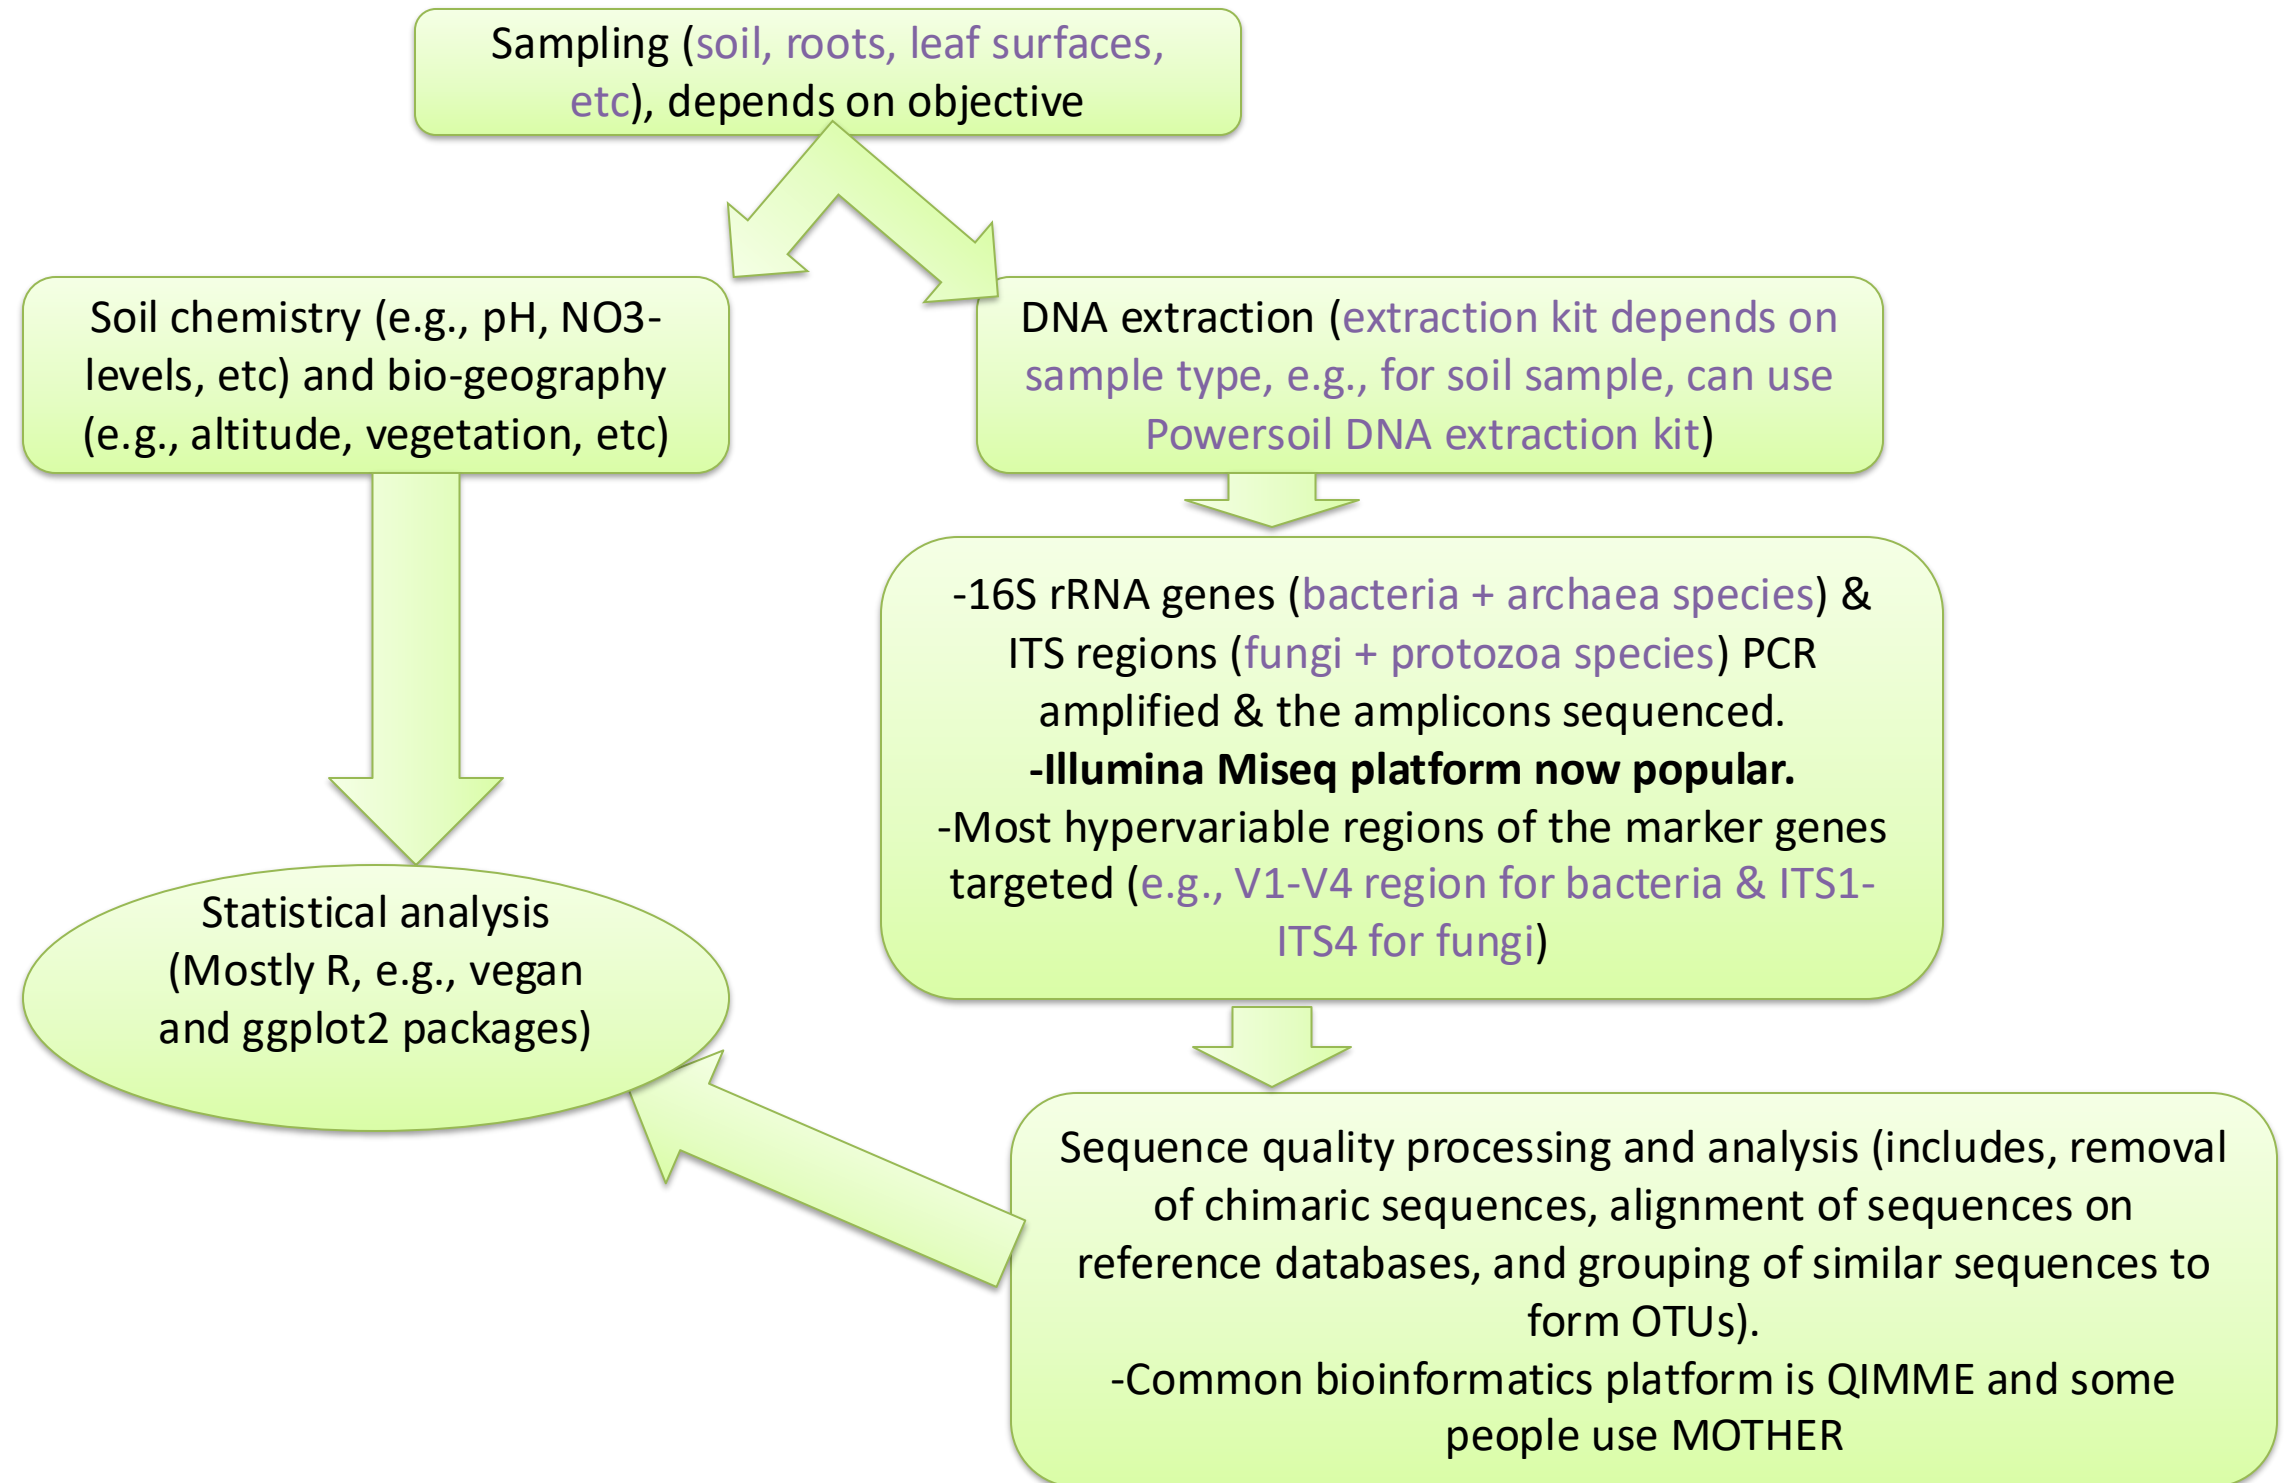 Sampling (soil, roots, leaf surfaces,
etc), depends on objective
Soil chemistry (e.g., pH, NO3-
levels, etc) and bio-geography
(e.g., altitude, vegetation, etc)
DNA extraction (extraction kit depends on
sample type, e.g., for soil sample, can use
Powersoil DNA extraction kit)
-16S rRNA genes (bacteria + archaea species) &
ITS regions (fungi + protozoa species) PCR
amplified & the amplicons sequenced.
-Illumina Miseq platform now popular.
-Most hypervariable regions of the marker genes
targeted (e.g., V1-V4 region for bacteria & ITS1-
ITS4 for fungi)
Statistical analysis
(Mostly R, e.g., vegan
and ggplot2 packages)
Sequence quality processing and analysis (includes, removal
of chimaric sequences, alignment of sequences on
reference databases, and grouping of similar sequences to
form OTUs).
-Common bioinformatics platform is QIMME and some
people use MOTHER